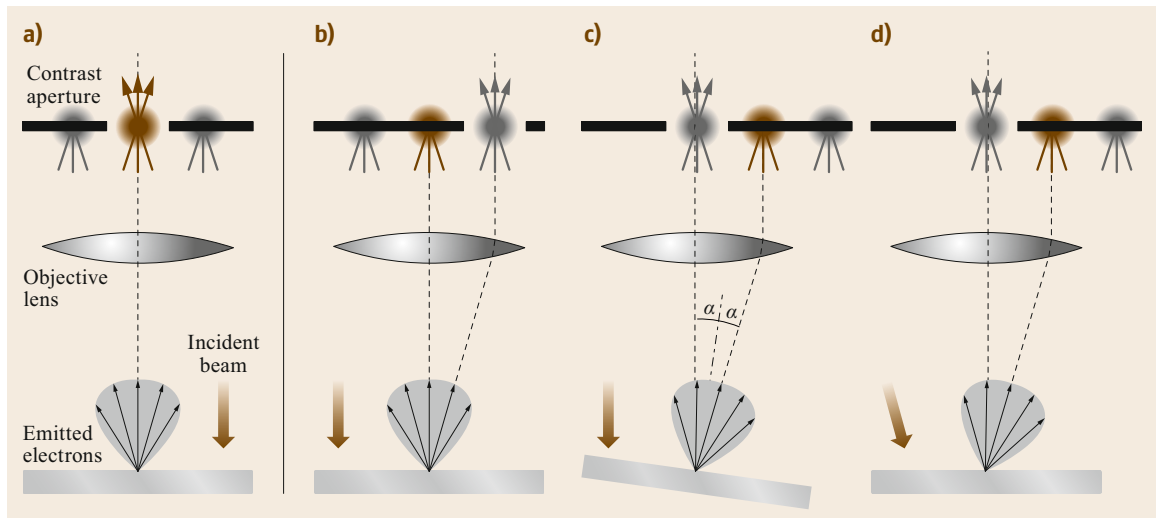 a)
b)
c)
d)
Contrast
aperture
Objective
lens
α
α
Incident
beam
Emitted
electrons